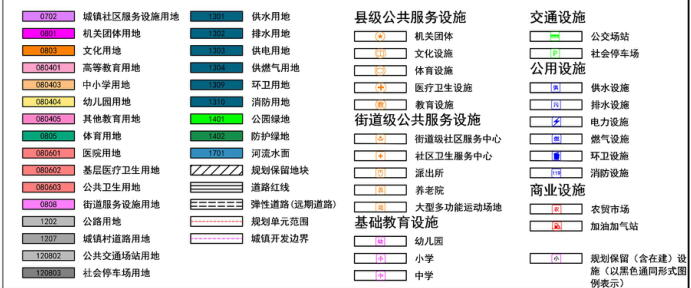 0702 城镇社区服务设施用地
0801 机关团体用地
0803 文化用地
080401 高等教育用地
080403 中小学用地
080404 幼儿园用地
080405 其他教育用地
0805 体育用地
080601 医院用地
080602 基层医疗卫生用地
080603 公共卫生用地
0808 街道服务设施用地
1202 公路用地
1207 城镇村道路用地
120802 公共交通场站用地
120803 社会停车场用地
1301 供水用地
1302 排水用地
1303 供电用地
1304 供燃气用地
1309 环卫用地
1310 消防用地
1401 公园绿地
1402 防护绿地
1701 河流水面
规划保留地块
道路红线
弹性道路(远期道路)
规划单元范围
城镇开发边界
县级公共服务设施
机关团体
文化设施
体育设施
医疗卫生设施
教 教育设施
街道级公共服务设施
街道级社区服务中心
社区卫生服务中心
派出所
养老院
大型多功能运动场地
基础教育设施
幼 幼儿园
小 小学
中 中学
交通设施
公交场站
P 社会停车场
公用设施
供 供水设施
污 排水设施
电力设施
燃气设施
环卫设施
119 消防设施
商业设施
农 农贸市场
加油加气站
小 规划保留（含在建）设
施（以黑色通同形式图
例表示）